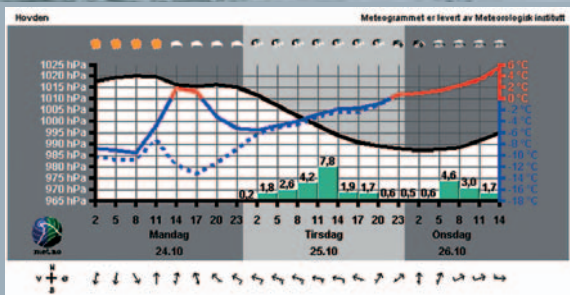 Hovden Meteogrammet er levert av Meteorologisk institutt
1025 hPa 6 °C
1020 hPa 4 °C
1015 hPa 2 °C
1010 hPa 0 °C
1005 hPa -2 °C
1000 hPa -4 °C
995 hPa -6 °C
990 hPa -8 °C
985 hPa -10 °C
980 hPa -12 °C
975 hPa -14 °C
970 hPa -16 °C
965 hPa -18 °C
0,2 1,8 2,6 4,2 7,8 1,9 1,7 0,6 0,5 0,6 4,6 3,0 1,7
2 5 8 11 14 17 20 23 2 5 8 11 13 14 17 20 23 2 5 8 11 14
Mandag Tirsdag Onsdag
24.10 25.10 26.10
met.no
N
V Ø
S